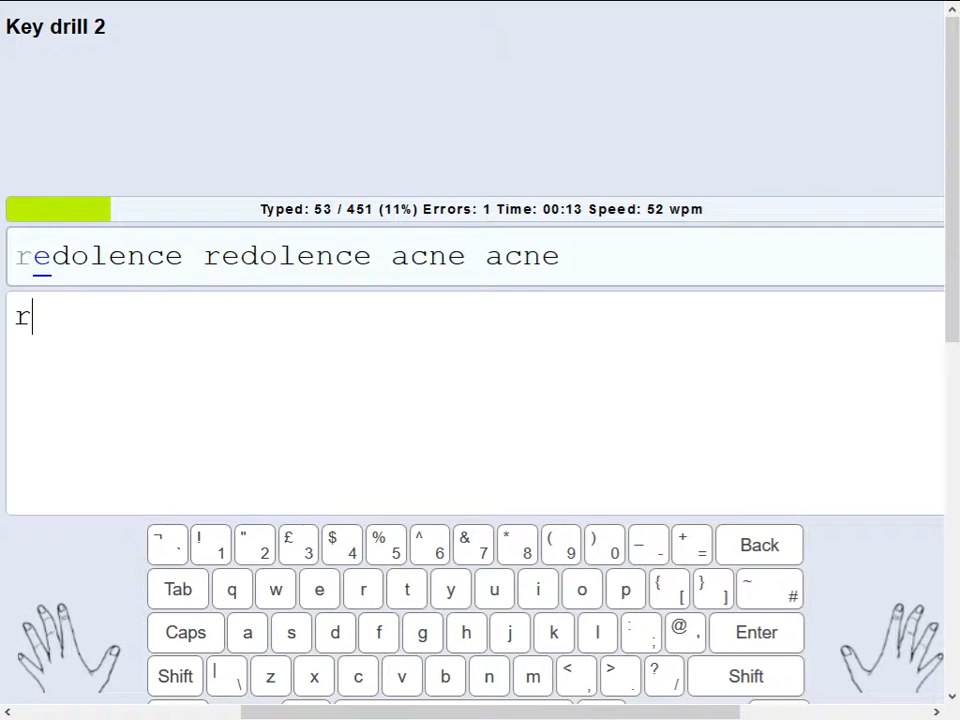 Key drill 2
Typed: 53 / 451 (11%) Errors: 1 Time: 00:13 Speed: 52 wpm
redolence redolence acne acne
r
¬ ` ! 1 " 2 £ 3 $ 4 % 5 ^ 6 & 7 * 8 ( 9 ) 0 _ - + = Back
Tab q w e r t y u i o p { [ } ] ~ #
Caps a s d f g h j k l : ; @ ' Enter
Shift | \ z x c v b n m < , > . ? / Shift